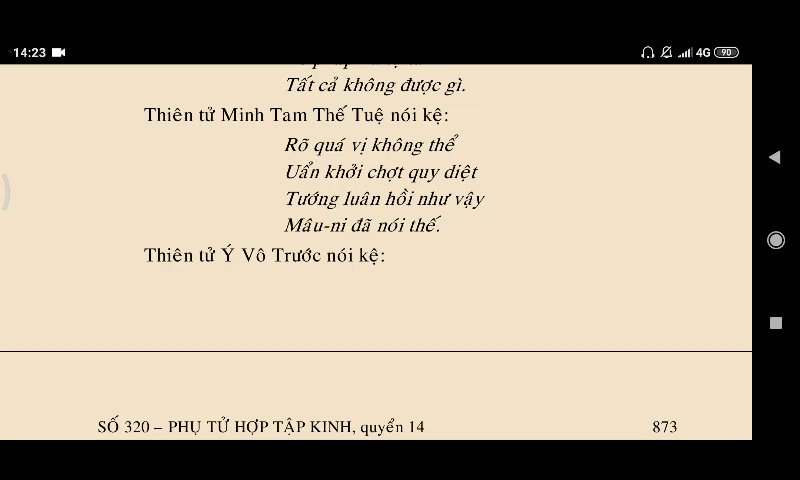 14:23
4G 90
Tất cả không được gì.
Thiên tử Minh Tam Thế Tuệ nói kệ:
Rõ quá vị không thể
Uẩn khởi chợt quy diệt
Tướng luân hồi như vậy
Mâu-ni đã nói thế.
Thiên tử Ý Vô Trước nói kệ:
SỐ 320 – PHỤ TỬ HỢP TẬP KINH, quyển 14
873